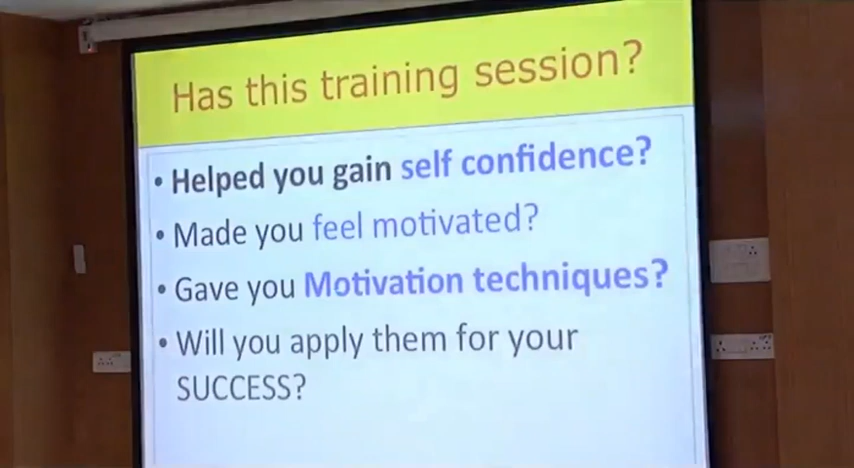 Has this training session?
• Helped you gain self confidence?
• Made you feel motivated?
• Gave you Motivation techniques?
• Will you apply them for your
SUCCESS?